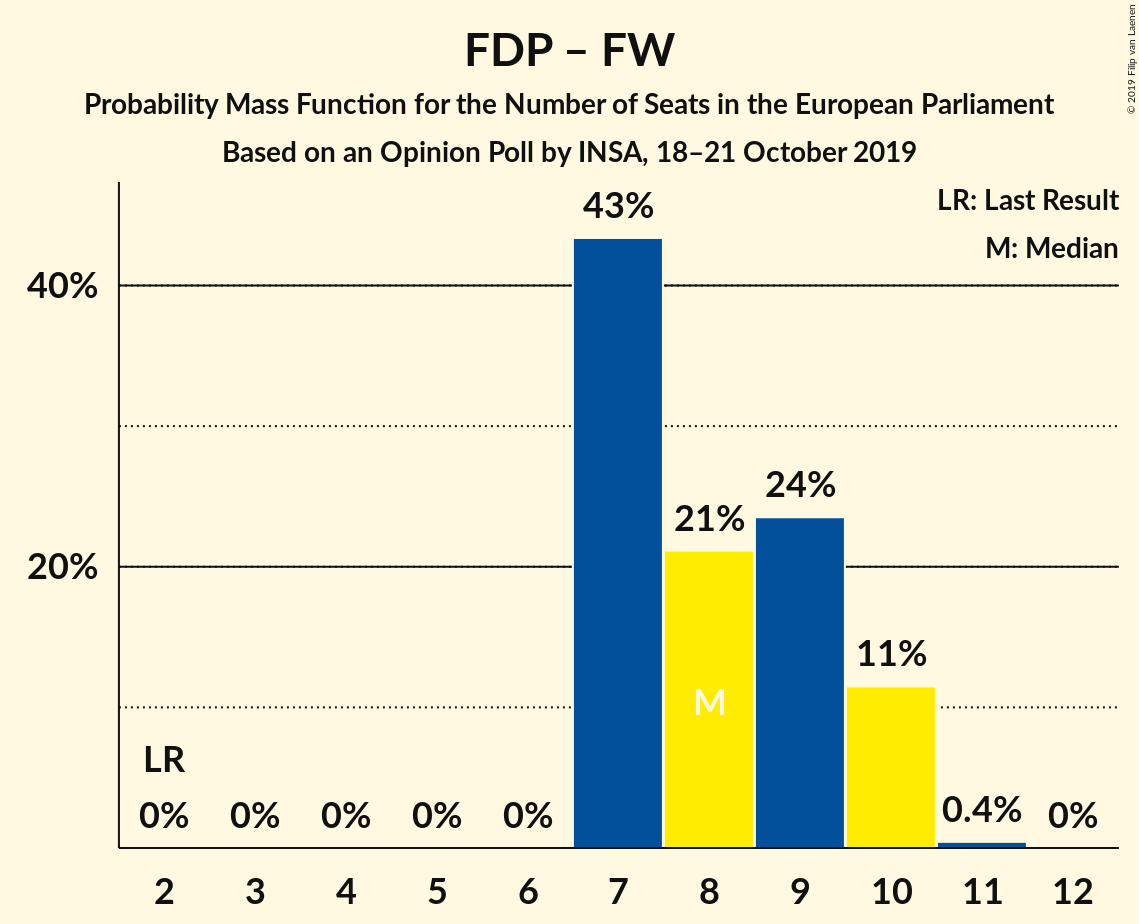 FDP – FW
Probability Mass Function for the Number of Seats in the European Parliament
Based on an Opinion Poll by INSA, 18–21 October 2019
© 2019 Filip van Laenen
LR: Last Result
M: Median
43%
40%
24%
21%
20%
11%
M
LR
0% 0% 0% 0% 0% 0.4% 0%
2 3 4 5 6 7 8 9 10 11 12